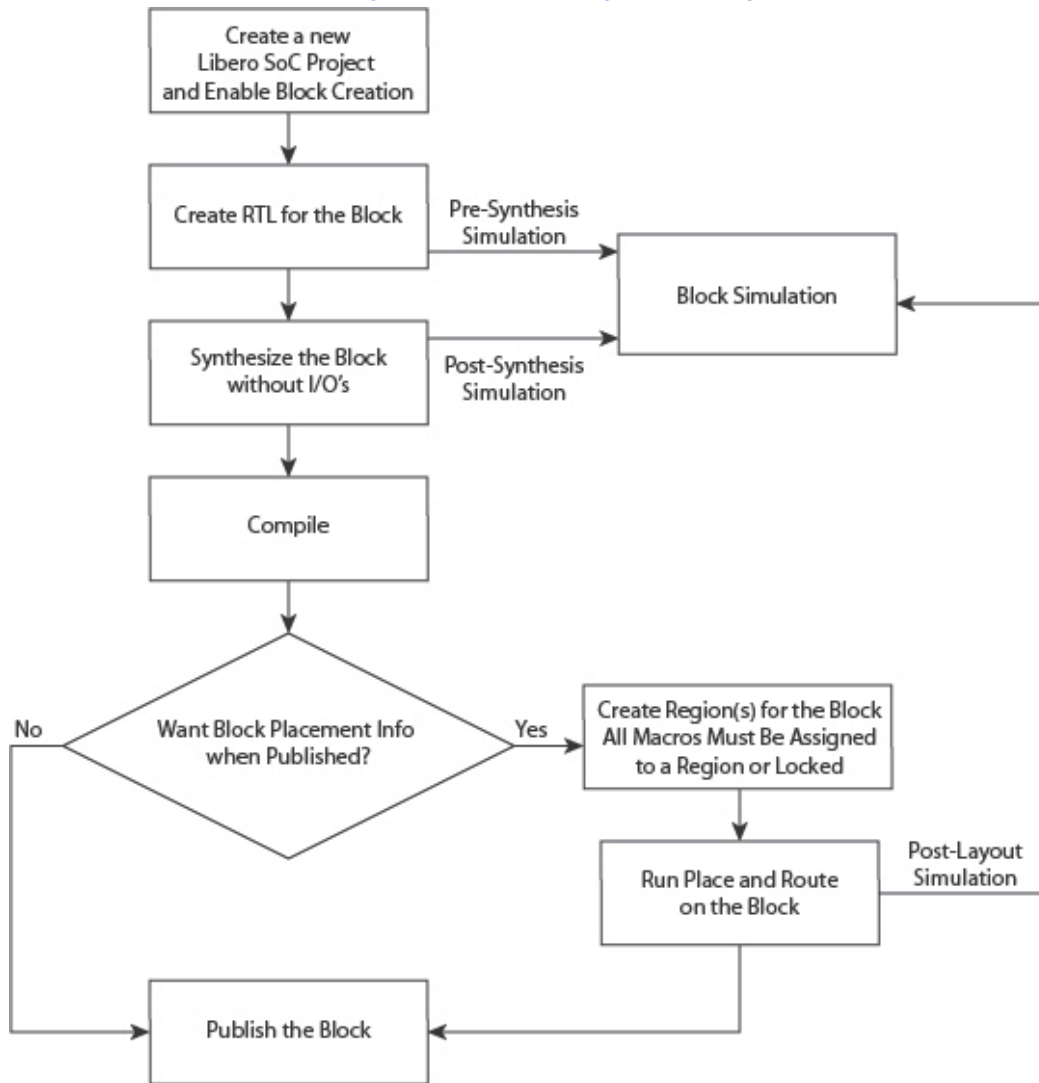 Create a new
Libero SoC Project
and Enable Block Creation
Create RTL for the Block
Pre-Synthesis
Simulation
Block Simulation
Synthesize the Block
without I/O's
Post-Synthesis
Simulation
Compile
No
Want Block Placement Info
when Published?
Yes
Create Region(s) for the Block
All Macros Must Be Assigned
to a Region or Locked
Run Place and Route
on the Block
Post-Layout
Simulation
Publish the Block